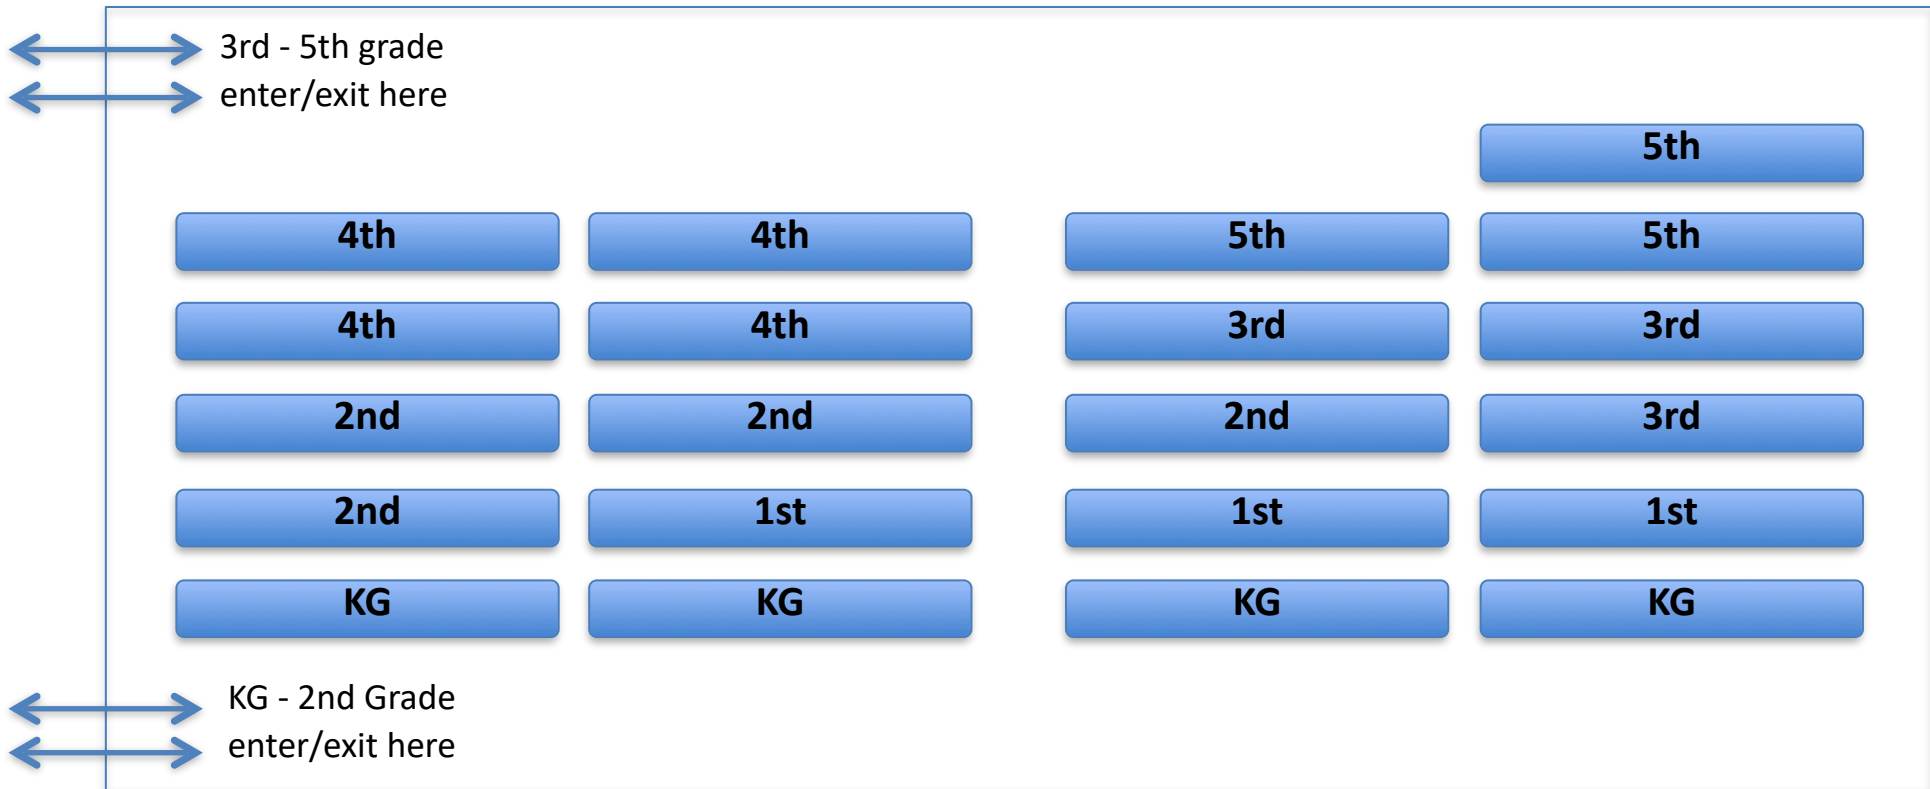 3rd - 5th grade
enter/exit here
5th
4th 4th 5th 5th
4th 4th 3rd 3rd
2nd 2nd 2nd 3rd
2nd 1st 1st 1st
KG KG KG KG
KG - 2nd Grade
enter/exit here